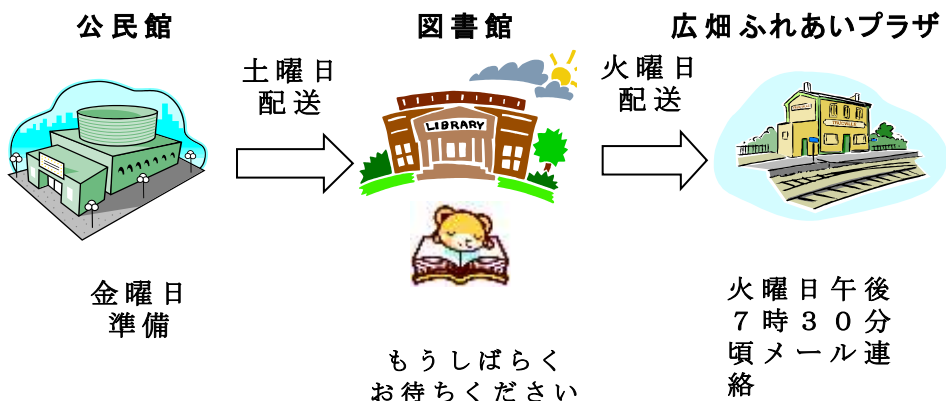 公民館
図書館
広畑ふれあいプラザ
土曜日
配送
火曜日
配送
LIBRARY
金曜日
準備
もうしばらく
お待ちください
火曜日午後
７時３０分
頃メール連
絡